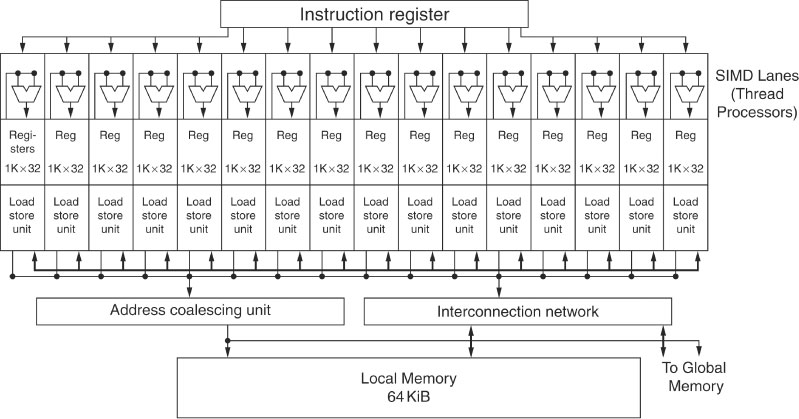 Instruction register
SIMD Lanes
(Thread
Processors)
Regi- Reg Reg Reg Reg Reg Reg Reg Reg Reg Reg Reg Reg Reg Reg Reg
sters
1K×32 1K×32 1K×32 1K×32 1K×32 1K×32 1K×32 1K×32 1K×32 1K×32 1K×32 1K×32 1K×32 1K×32 1K×32 1K×32
Load Load Load Load Load Load Load Load Load Load Load Load Load Load Load Load
store store store store store store store store store store store store store store store store
unit unit unit unit unit unit unit unit unit unit unit unit unit unit unit unit
Address coalescing unit
Interconnection network
Local Memory
64 KiB
To Global
Memory